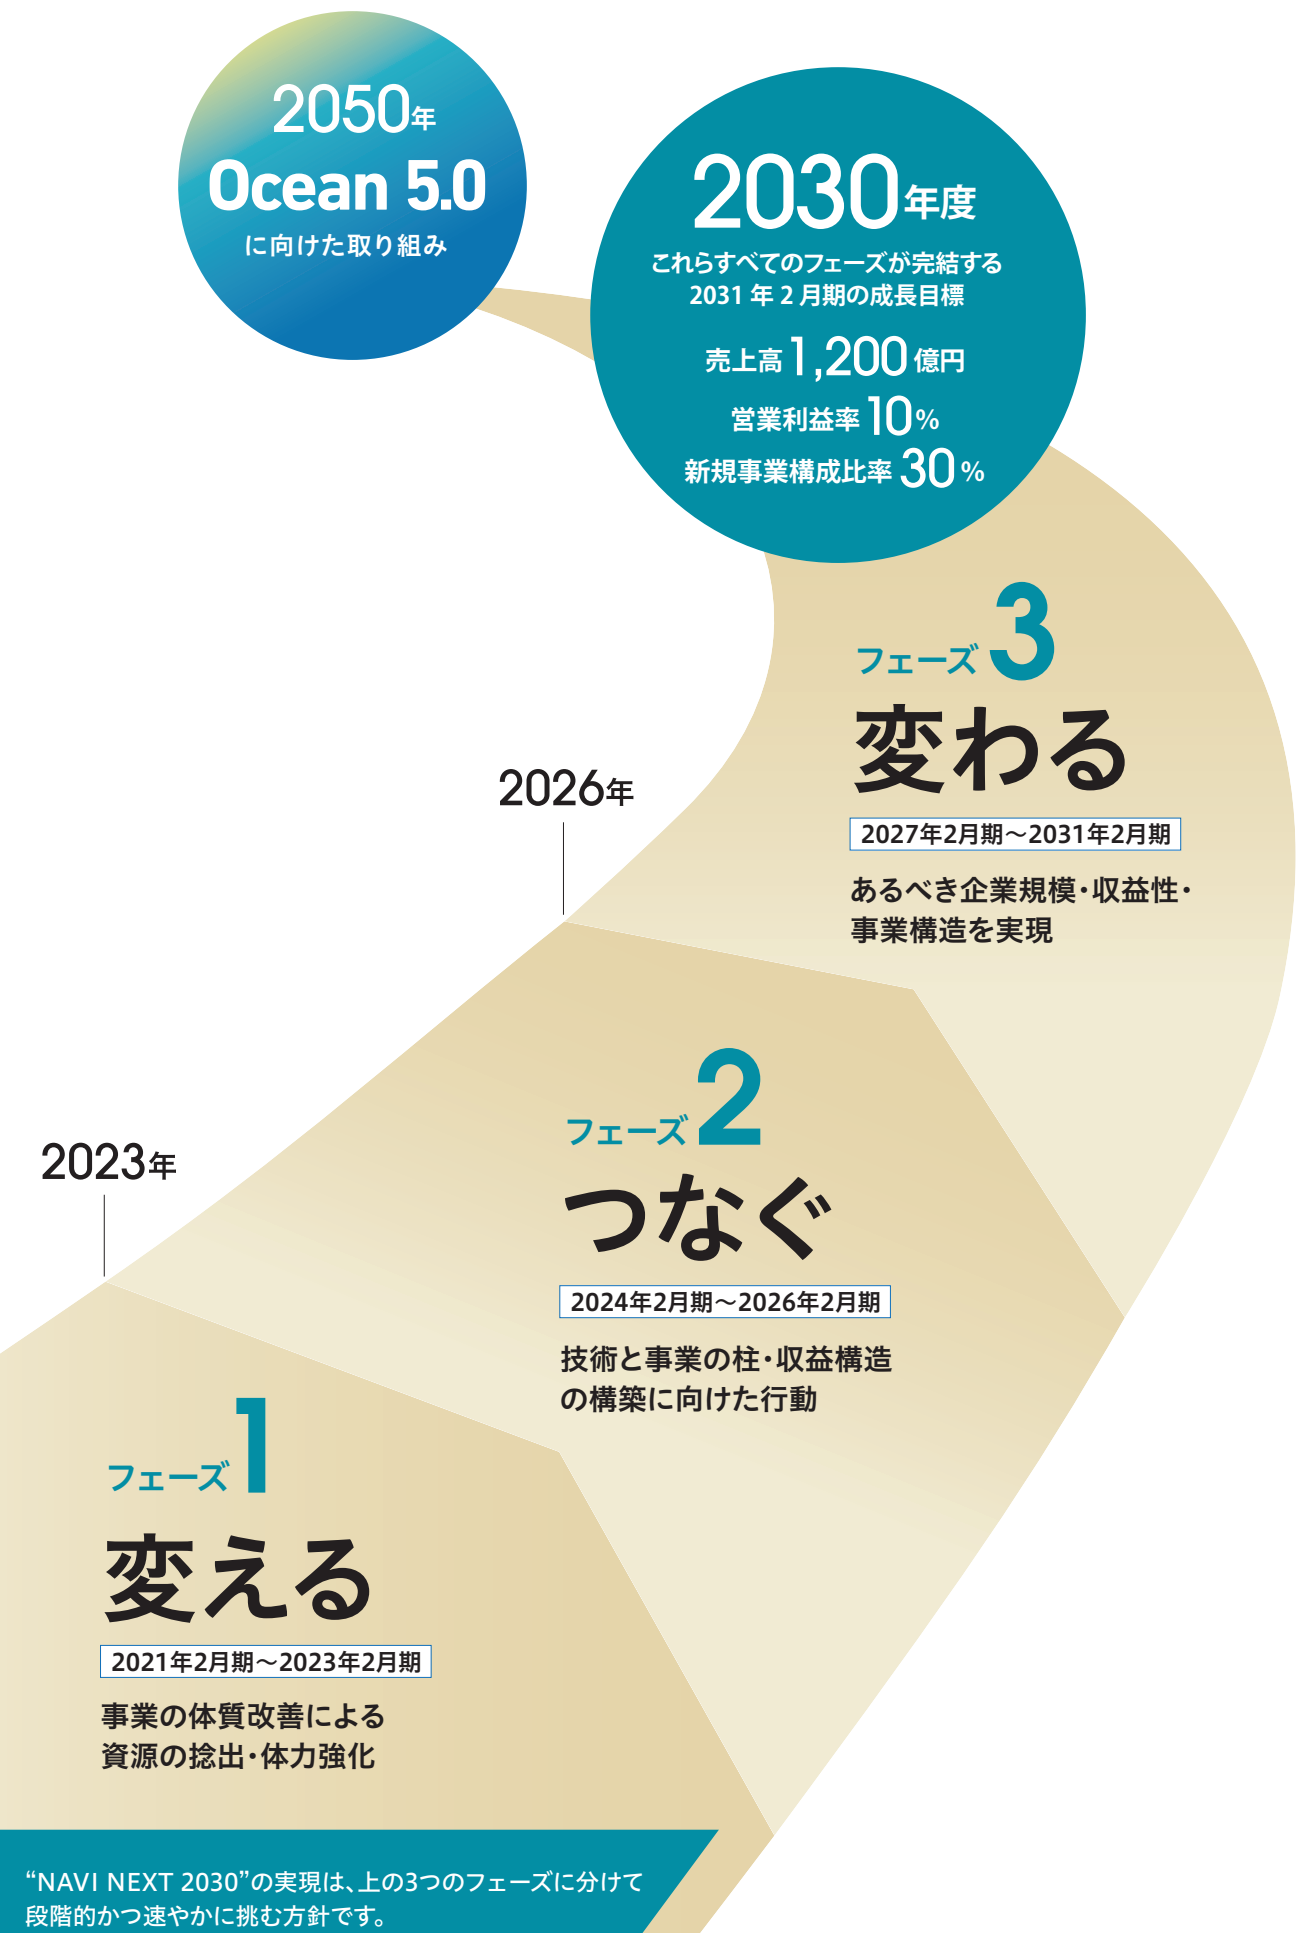 2050年
Ocean 5.0
に向けた取り組み
2030年度
これらすべてのフェーズが完結する
2031年2月期の成長目標
売上高1,200億円
営業利益率10%
新規事業構成比率30%
フェーズ3
変わる
2027年2月期〜2031年2月期
あるべき企業規模・収益性・
事業構造を実現
2026年
フェーズ2
つなぐ
2024年2月期〜2026年2月期
技術と事業の柱・収益構造
の構築に向けた行動
2023年
フェーズ1
変える
2021年2月期〜2023年2月期
事業の体質改善による
資源の捻出・体力強化
“NAVI NEXT 2030”の実現は、上の3つのフェーズに分けて
段階的かつ速やかに挑む方針です。